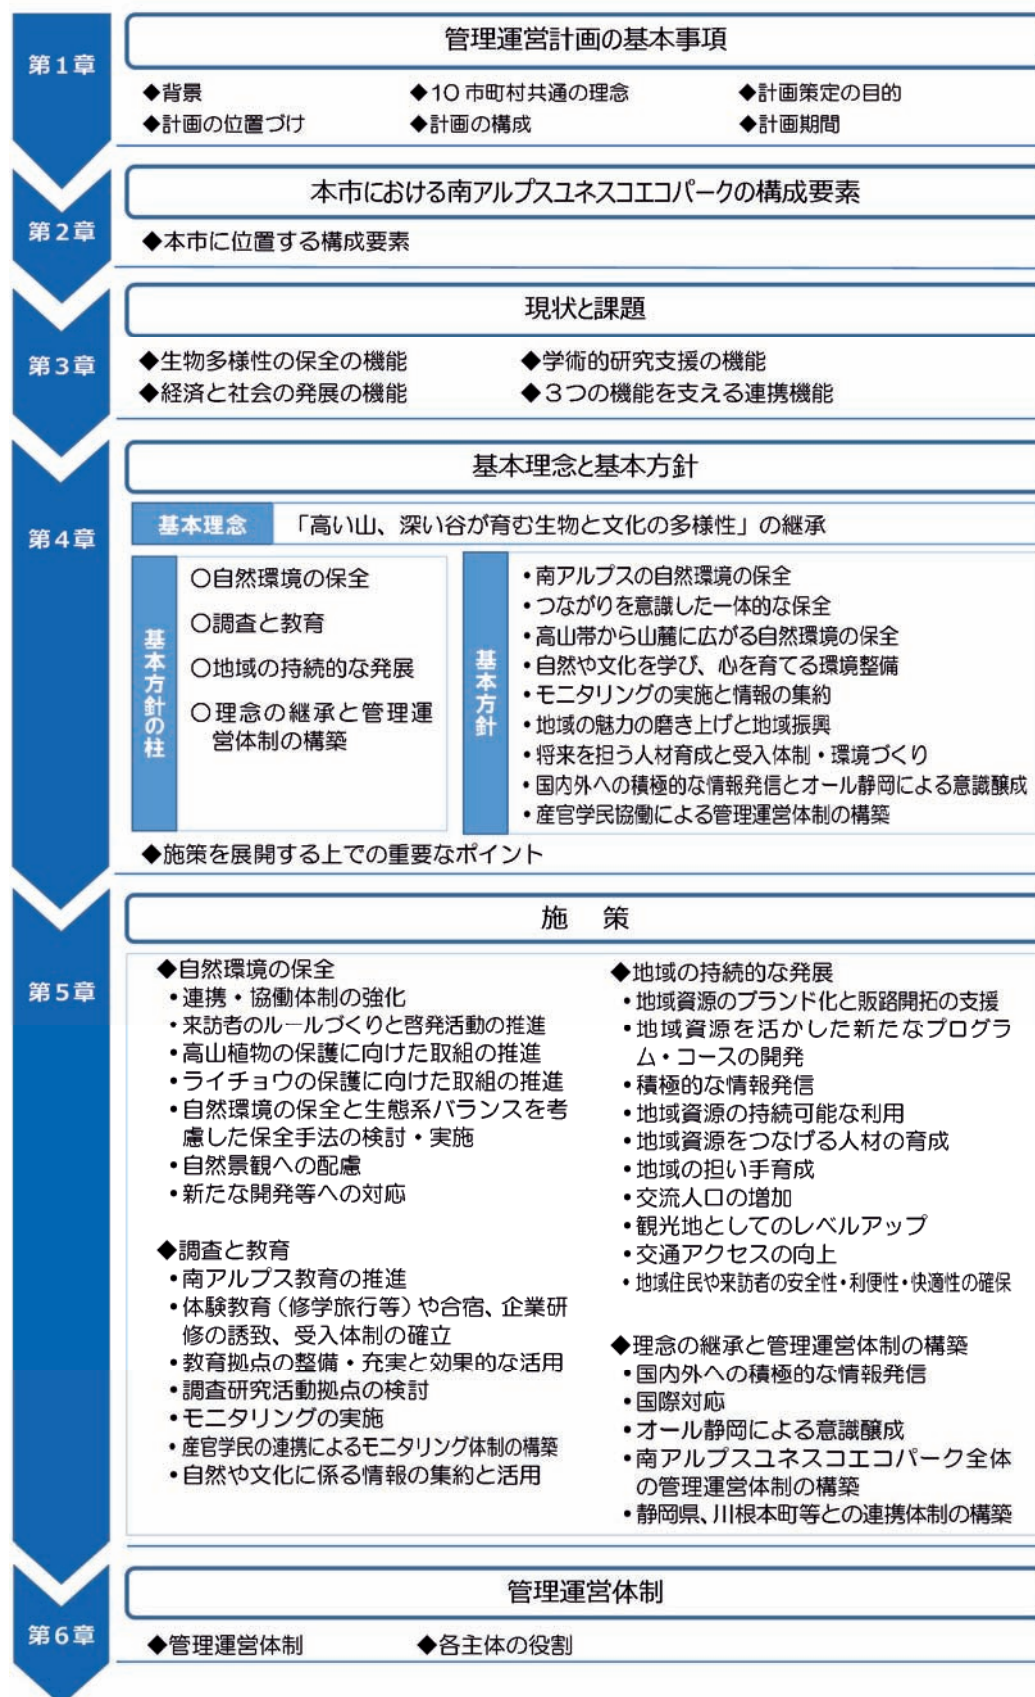 第1章
管理運営計画の基本事項
◆背景 ◆10市町村共通の理念 ◆計画策定の目的
◆計画の位置づけ ◆計画の構成 ◆計画期間
第2章
本市における南アルプスユネスコエコパークの構成要素
◆本市に位置する構成要素
第3章
現状と課題
◆生物多様性の保全の機能 ◆学術的研究支援の機能
◆経済と社会の発展の機能 ◆3つの機能を支える連携機能
第4章
基本理念と基本方針
基本理念 「高い山、深い谷が育む生物と文化の多様性」の継承
基本方針の柱
○自然環境の保全
○調査と教育
○地域の持続的な発展
○理念の継承と管理運
営体制の構築
基本方針
・南アルプスの自然環境の保全
・つながりを意識した一体的な保全
・高山帯から山麓に広がる自然環境の保全
・自然や文化を学び、心を育てる環境整備
・モニタリングの実施と情報の集約
・地域の魅力の磨き上げと地域振興
・将来を担う人材育成と受入体制・環境づくり
・国内外への積極的な情報発信とオール静岡による意識醸成
・産官学民協働による管理運営体制の構築
◆施策を展開する上での重要なポイント
第5章
施 策
◆自然環境の保全
・連携・協働体制の強化
・来訪者のルールづくりと啓発活動の推進
・高山植物の保護に向けた取組の推進
・ライチョウの保護に向けた取組の推進
・自然環境の保全と生態系バランスを考
慮した保全手法の検討・実施
・自然景観への配慮
・新たな開発等への対応
◆調査と教育
・南アルプス教育の推進
・体験教育(修学旅行等)や合宿、企業研
修の誘致、受入体制の確立
・教育拠点の整備・充実と効果的な活用
・調査研究活動拠点の検討
・モニタリングの実施
・産官学民の連携によるモニタリング体制の構築
・自然や文化に係る情報の集約と活用
◆地域の持続的な発展
・地域資源のブランド化と販路開拓の支援
・地域資源を活かした新たなプログラ
ム・コースの開発
・積極的な情報発信
・地域資源の持続可能な利用
・地域資源をつなげる人材の育成
・地域の担い手育成
・交流人口の増加
・観光地としてのレベルアップ
・交通アクセスの向上
・地域住民や来訪者の安全性・利便性・快適性の確保
◆理念の継承と管理運営体制の構築
・国内外への積極的な情報発信
・国際対応
・オール静岡による意識醸成
・南アルプスユネスコエコパーク全体
の管理運営体制の構築
・静岡県、川根本町等との連携体制の構築
第6章
管理運営体制
◆管理運営体制 ◆各主体の役割